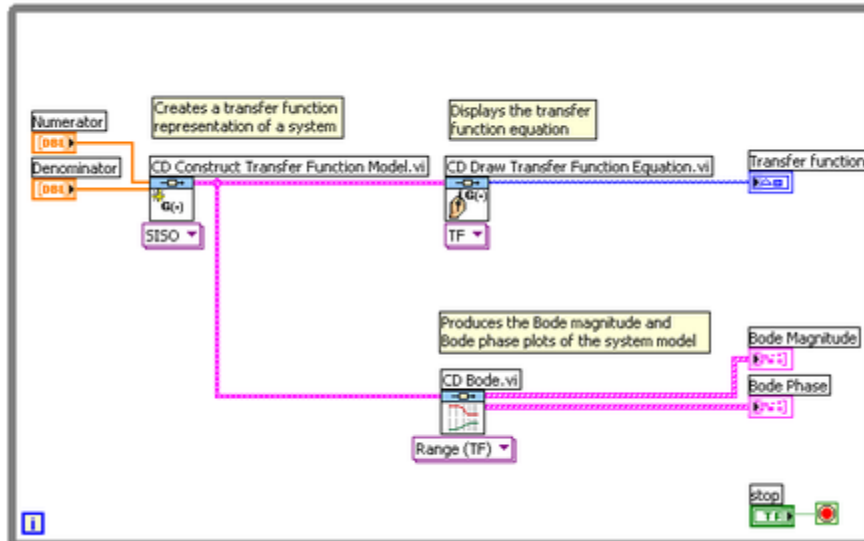 Creates a transfer function
representation of a system
Displays the transfer
function equation
Numerator
[DBL]
Denominator
[DBL]
CD Construct Transfer Function Model.vi
G(•)
SISO
CD Draw Transfer Function Equation.vi
G(•)
TF
Transfer function
Produces the Bode magnitude and
Bode phase plots of the system model
CD Bode.vi
Range (TF)
Bode Magnitude
Bode Phase
stop
TF
i